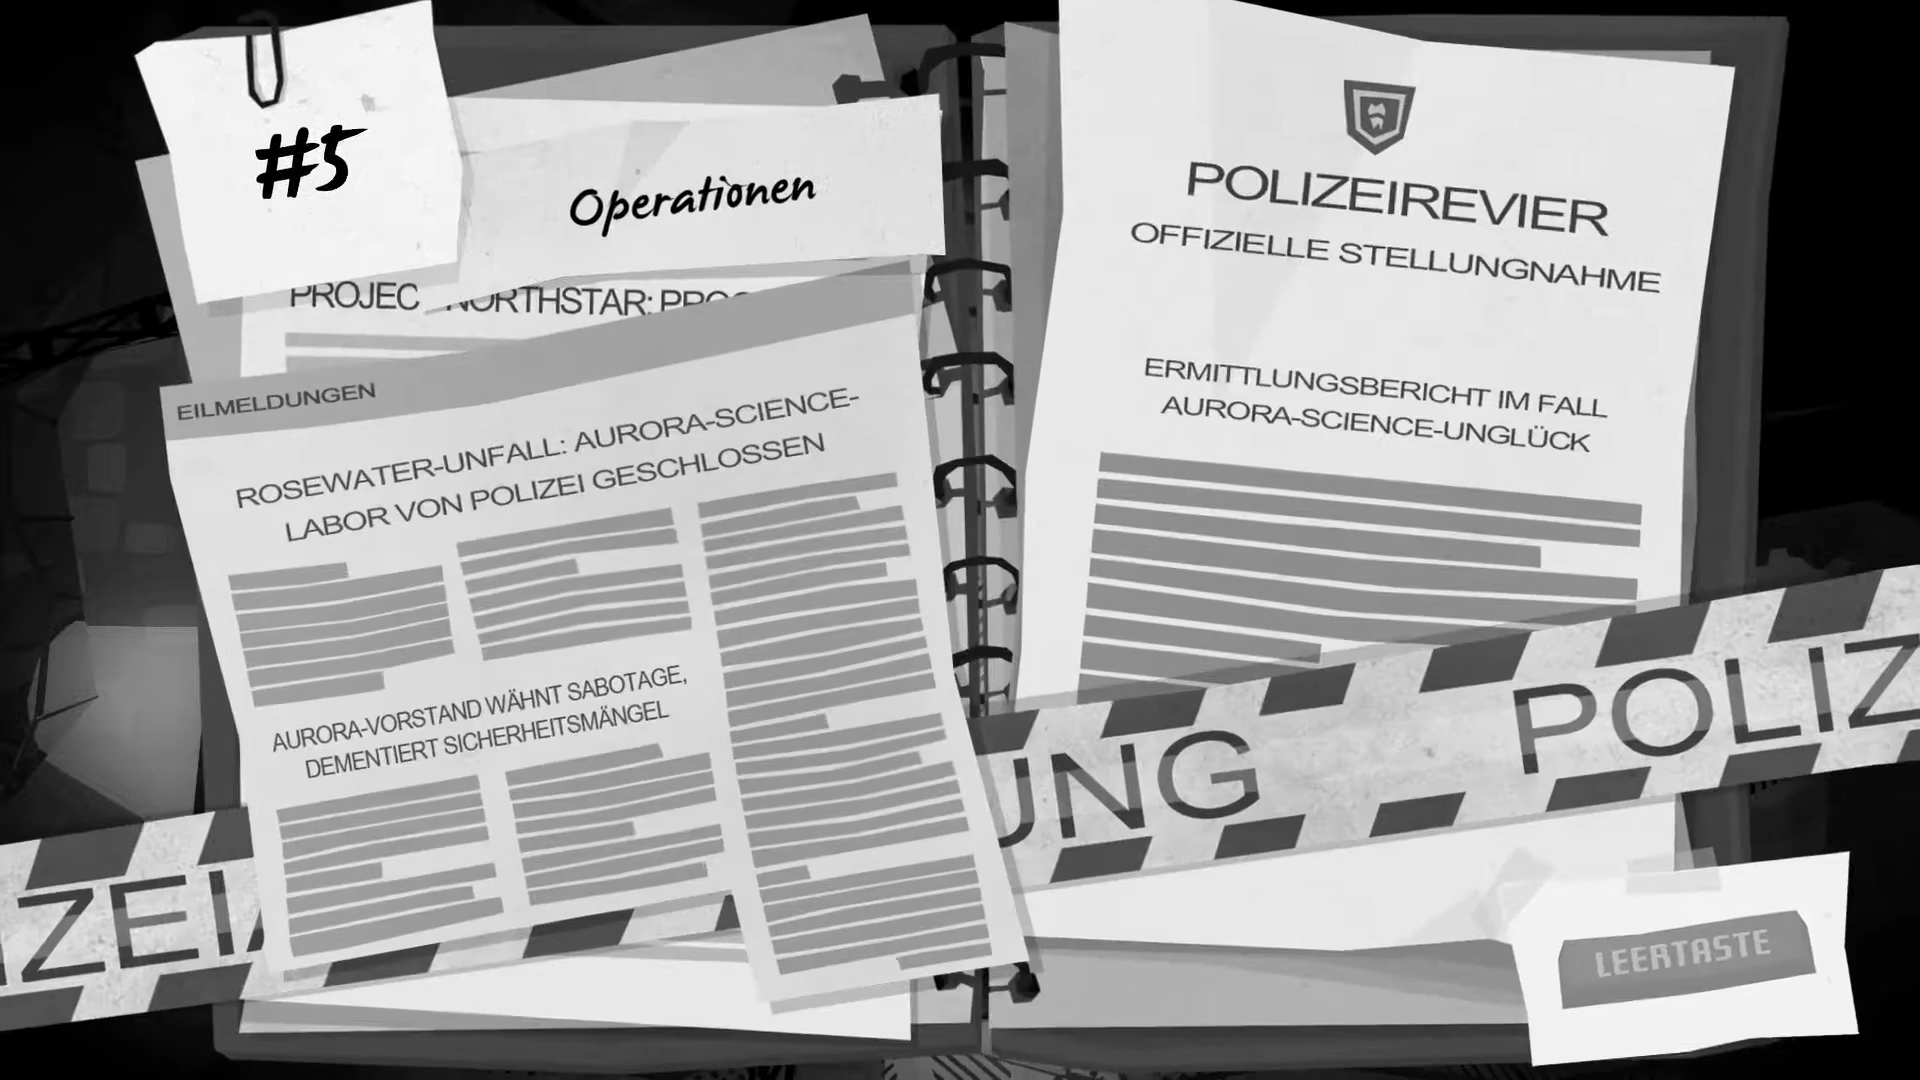 #5
Operationen
PROJEC NORTHSTAR:
EILMELDUNGEN
ROSEWATER-UNFALL: AURORA-SCIENCE-
LABOR VON POLIZEI GESCHLOSSEN
AURORA-VORSTAND WÄHNT SABOTAGE,
DEMENTIERT SICHERHEITSMÄNGEL
POLIZEIREVIER
OFFIZIELLE STELLUNGNAHME
ERMITTLUNGSBERICHT IM FALL
AURORA-SCIENCE-UNGLÜCK
IZEI
UNG POLIZ
LEERTASTE